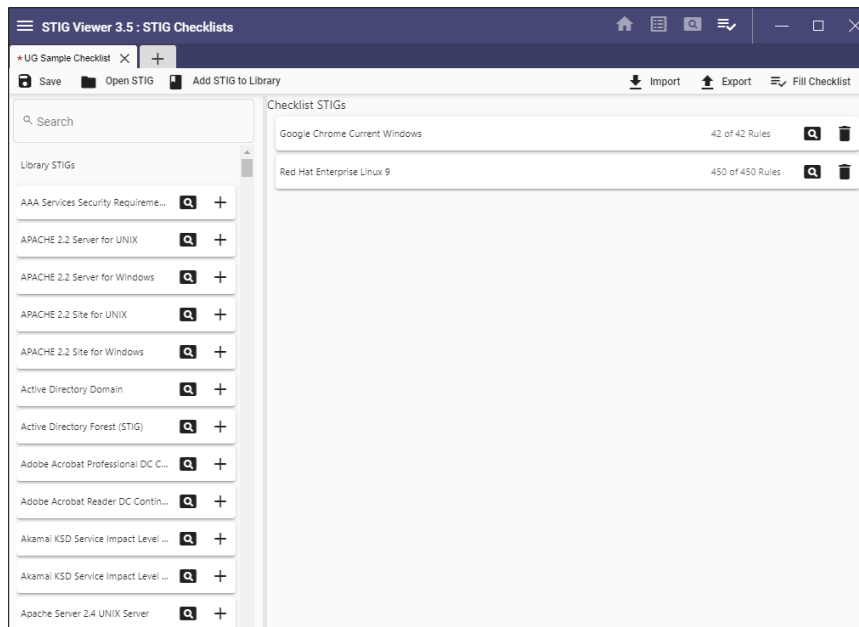 STIG Viewer 3.5 : STIG Checklists
*UG Sample Checklist
Save Open STIG Add STIG to Library Import Export Fill Checklist
Search
Library STIGs
AAA Services Security Requireme...
APACHE 2.2 Server for UNIX
APACHE 2.2 Server for Windows
APACHE 2.2 Site for UNIX
APACHE 2.2 Site for Windows
Active Directory Domain
Active Directory Forest (STIG)
Adobe Acrobat Professional DC C...
Adobe Acrobat Reader DC Contin...
Akamai KSD Service Impact Level ...
Akamai KSD Service Impact Level ...
Apache Server 2.4 UNIX Server
Checklist STIGs
Google Chrome Current Windows 42 of 42 Rules
Red Hat Enterprise Linux 9 450 of 450 Rules